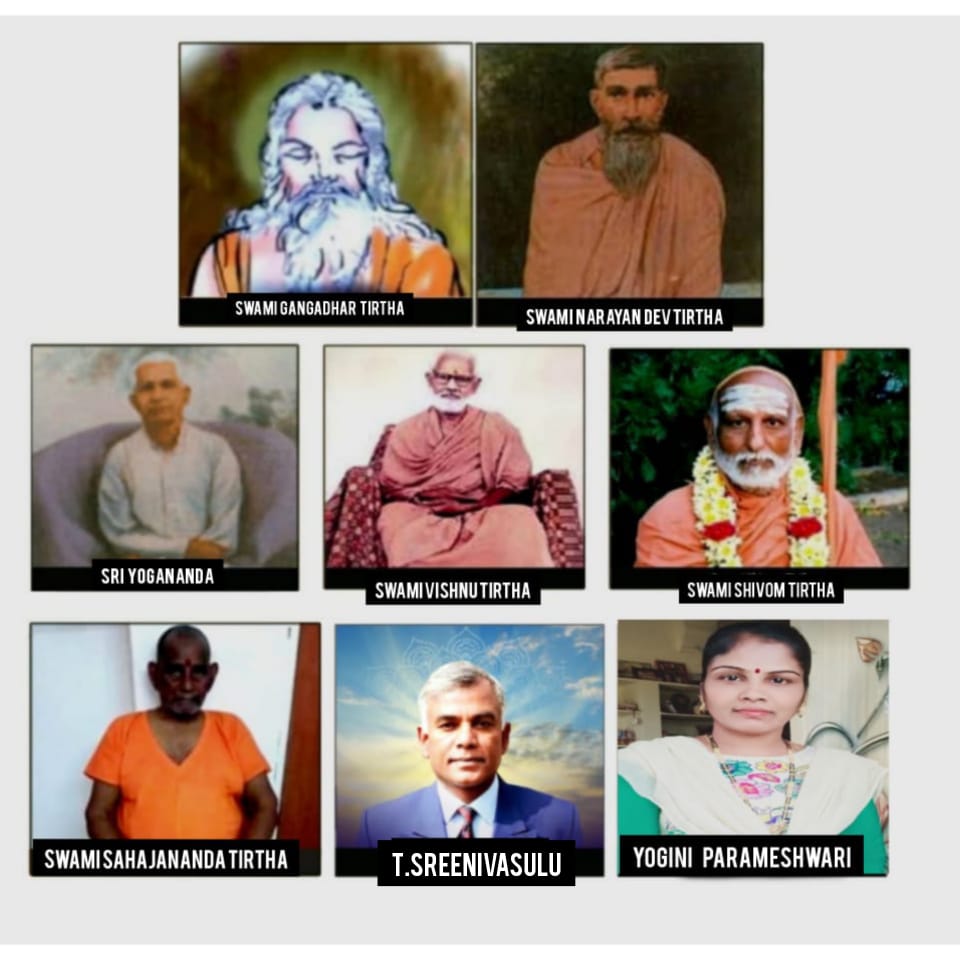 SWAMI GANGADHAR TIRTHA
SWAMI NARAYAN DEV TIRTHA
SRI YOGANANDA
SWAMI VISHNU TIRTHA
SWAMI SHIVOM TIRTHA
SWAMI SAHAJANANDA TIRTHA
T.SREENIVASULU
YOGINI PARAMESHWARI